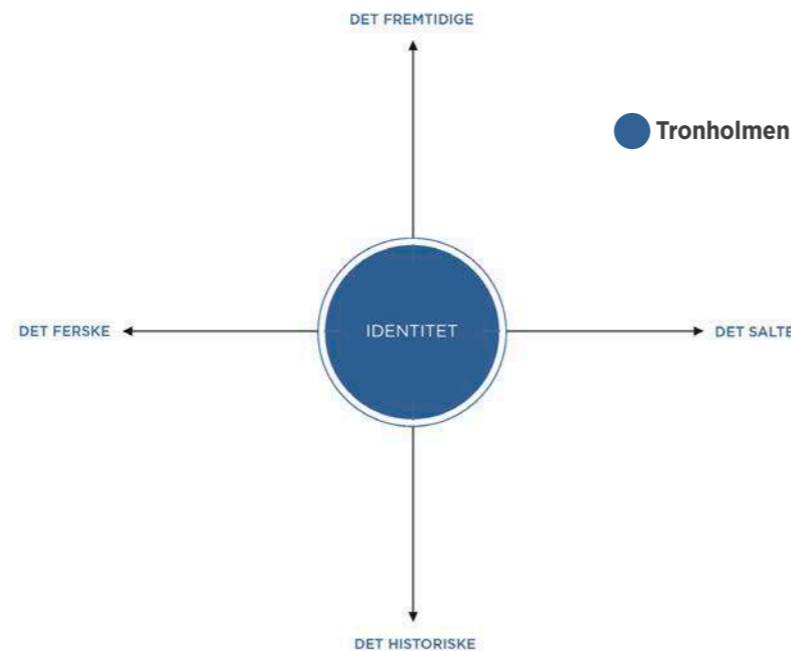 DET FREMTIDIGE
Tronholmen
DET FERSKE
IDENTITET
DET SALTE
DET HISTORISKE